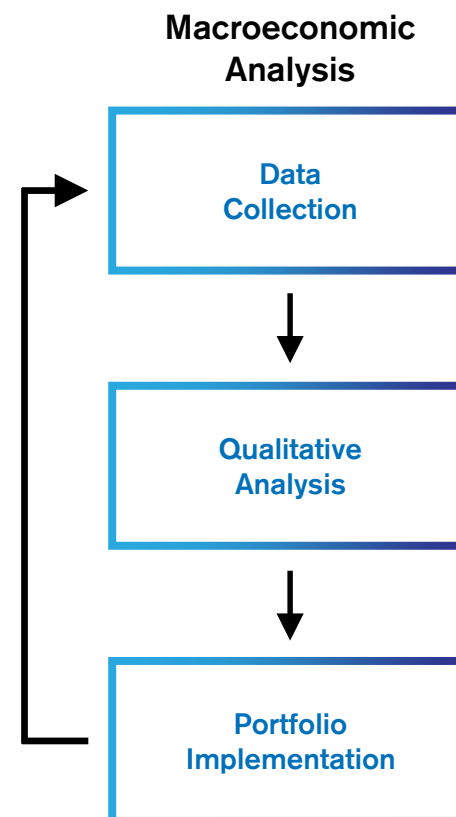 Macroeconomic
Analysis
Data
Collection
Qualitative
Analysis
Portfolio
Implementation